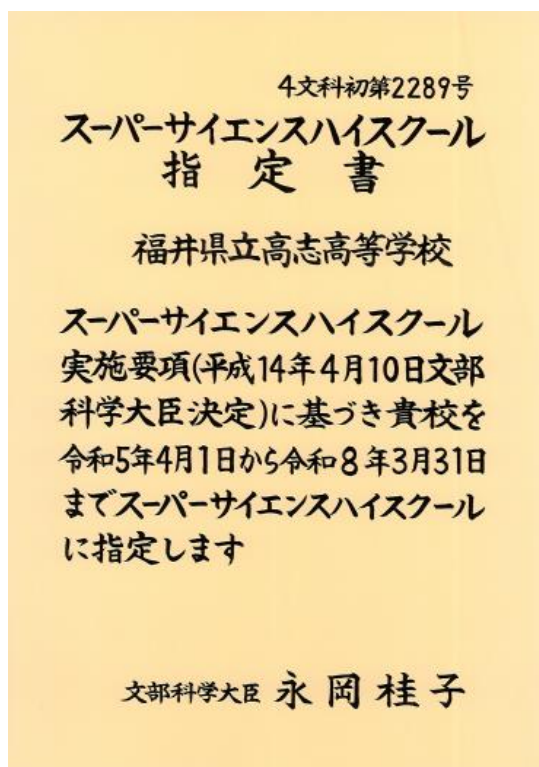 4文科初第2289号
スーパーサイエンスハイスクール
指定書
福井県立高志高等学校
スーパーサイエンスハイスクール
実施要項(平成14年4月10日文部
科学大臣決定)に基づき貴校を
令和5年4月1日から令和8年3月31日
までスーパーサイエンスハイスクール
に指定します
文部科学大臣 永岡桂子